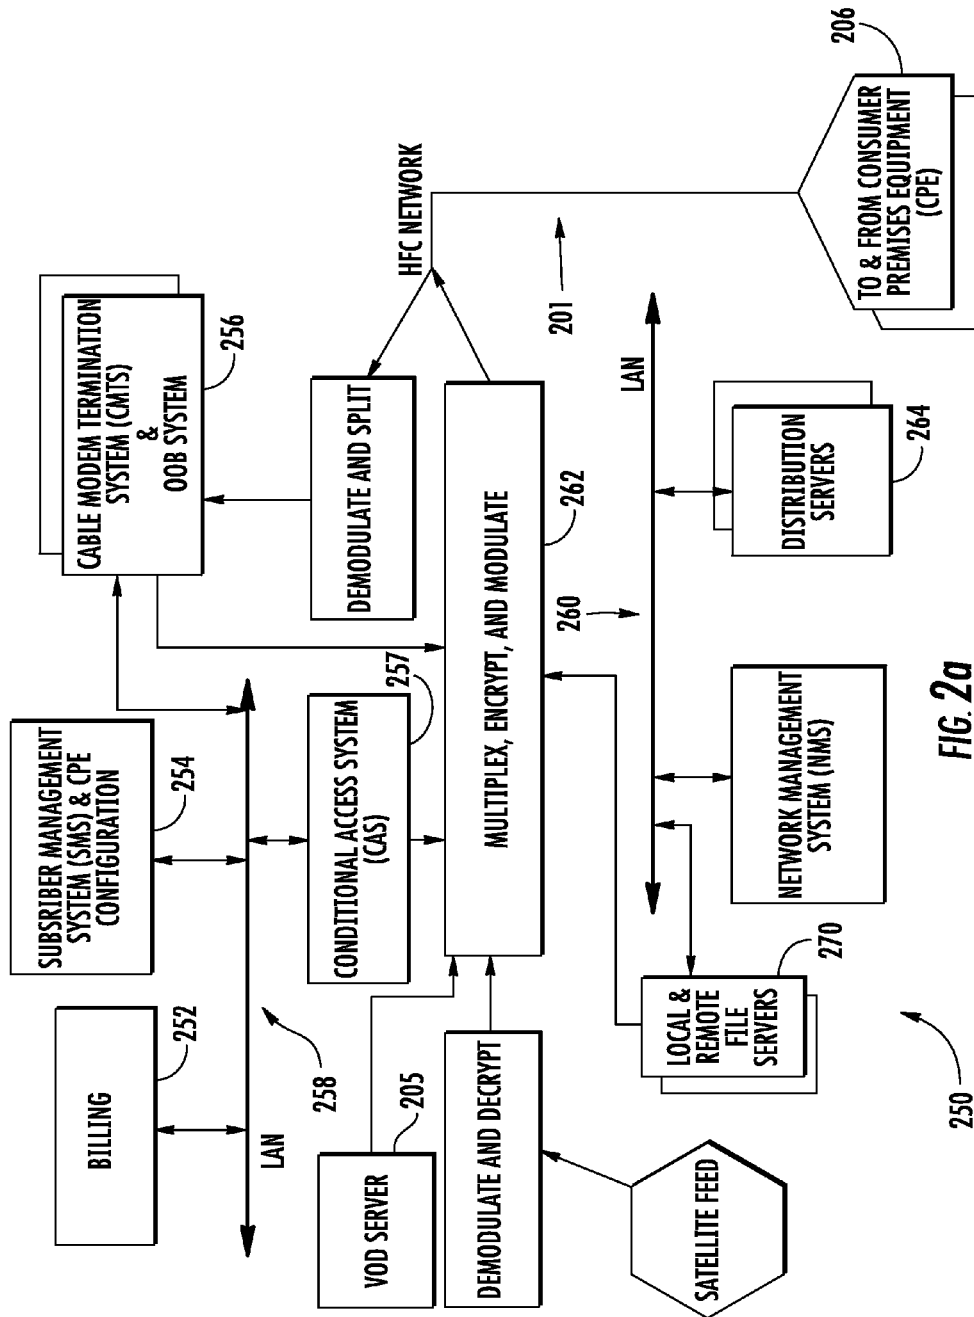 BILLING
252
SUBSRIBER MANAGEMENT
SYSTEM (SMS) & CPE
CONFIGURATION
254
CABLE MODEM TERMINATION
SYSTEM (CMTS)
&
OOB SYSTEM
256
LAN
258
VOD SERVER
205
CONDITIONAL ACCESS SYSTEM
(CAS)
257
DEMODULATE AND SPLIT
HFC NETWORK
DEMODULATE AND DECRYPT
MULTIPLEX, ENCRYPT, AND MODULATE
262
260
201
LAN
SATELLITE FEED
LOCAL &
REMOTE
FILE
SERVERS
270
NETWORK MANAGEMENT
SYSTEM (NMS)
DISTRIBUTION
SERVERS
264
TO & FROM CONSUMER
PREMISES EQUIPMENT
(CPE)
206
250
FIG. 2a